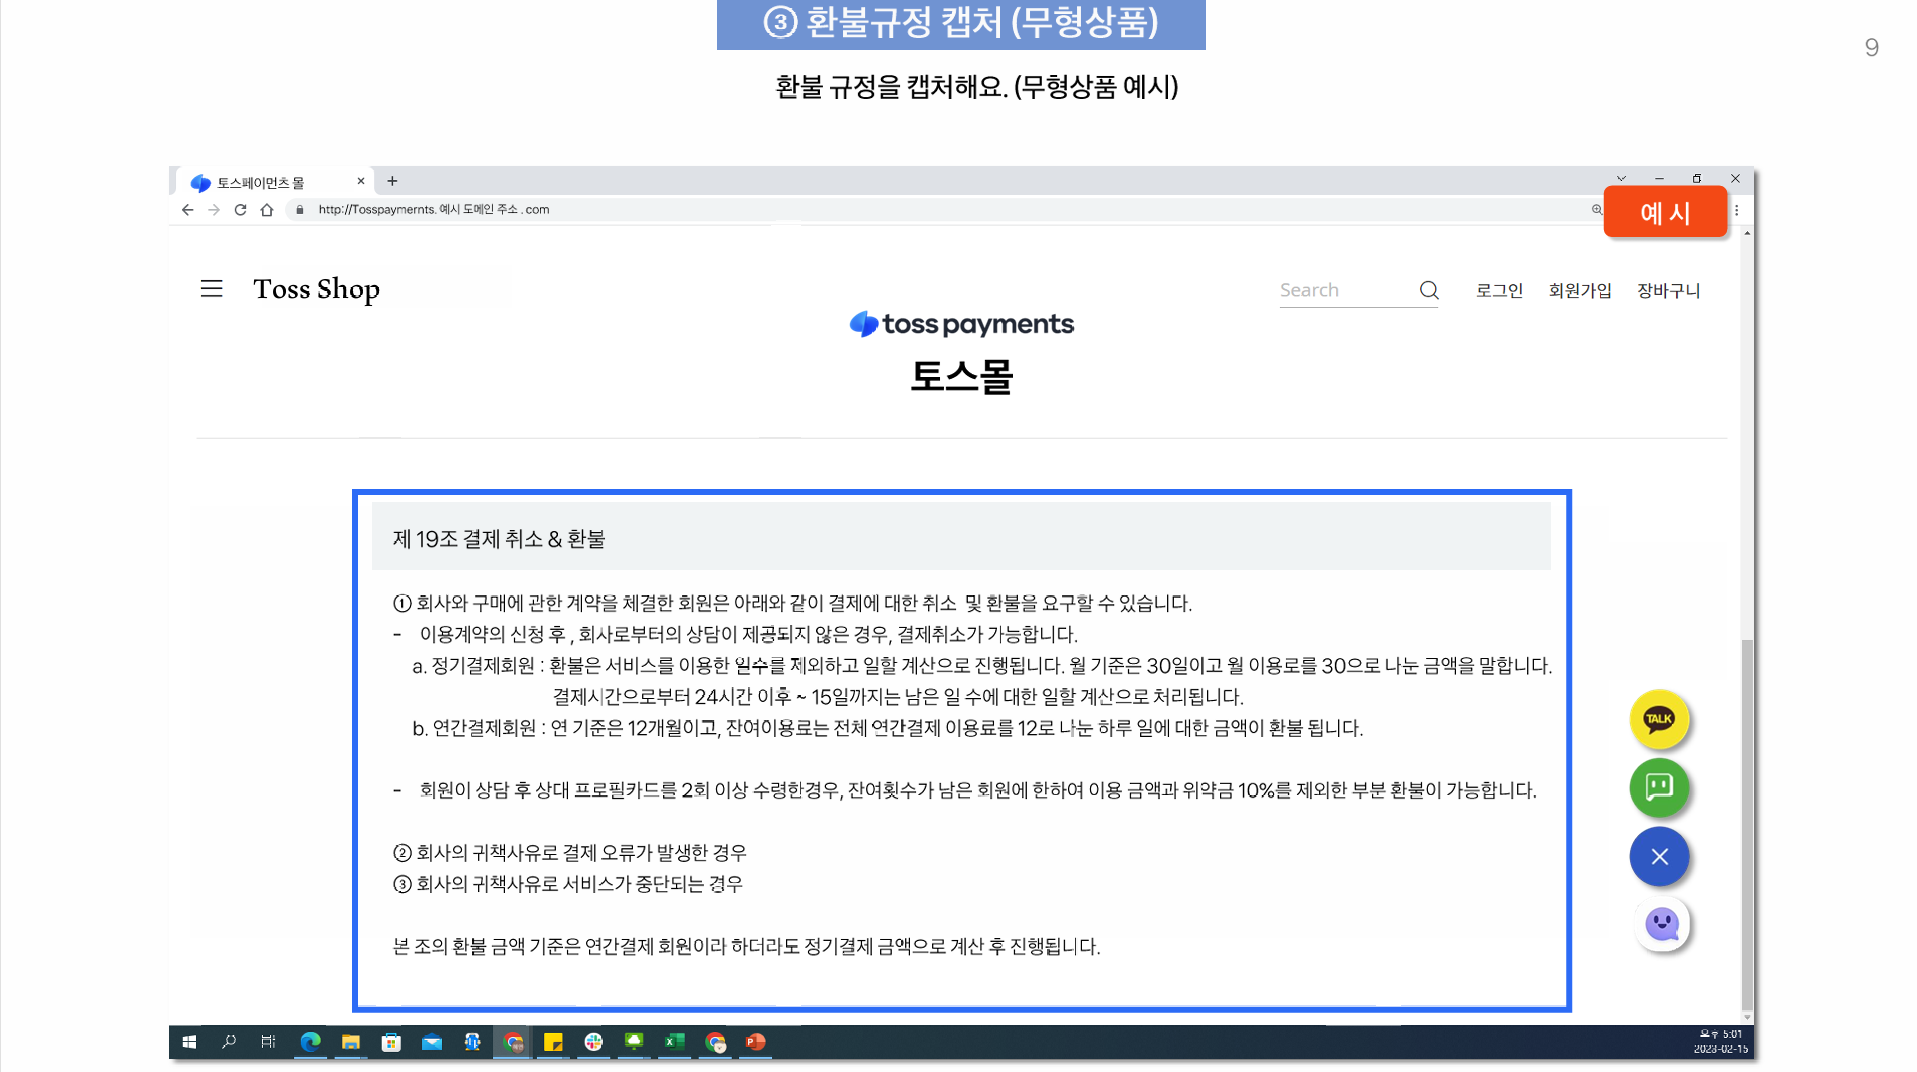 ③ 환불규정 캡처 (무형상품)
9
환불 규정을 캡처해요. (무형상품 예시)
토스페이먼츠 몰
http://Tosspaymernts. 예시 도메인 주소 . com
예 시
Toss Shop
Search
로그인 회원가입 장바구니
toss payments
토스몰
제 19조 결제 취소 & 환불
① 회사와 구매에 관한 계약을 체결한 회원은 아래와 같이 결제에 대한 취소 및 환불을 요구할 수 있습니다.
- 이용계약의 신청 후 , 회사로부터의 상담이 제공되지 않은 경우, 결제취소가 가능합니다.
a. 정기결제회원 : 환불은 서비스를 이용한 일수를 제외하고 일할 계산으로 진행됩니다. 월 기준은 30일이고 월 이용로를 30으로 나눈 금액을 말합니다.
결제시간으로부터 24시간 이후 ~ 15일까지는 남은 일 수에 대한 일할 계산으로 처리됩니다.
b. 연간결제회원 : 연 기준은 12개월이고, 잔여이용료는 전체 연간결제 이용료를 12로 나눈 하루 일에 대한 금액이 환불 됩니다.
- 회원이 상담 후 상대 프로필카드를 2회 이상 수령한경우, 잔여횟수가 남은 회원에 한하여 이용 금액과 위약금 10%를 제외한 부분 환불이 가능합니다.
② 회사의 귀책사유로 결제 오류가 발생한 경우
③ 회사의 귀책사유로 서비스가 중단되는 경우
본 조의 환불 금액 기준은 연간결제 회원이라 하더라도 정기결제 금액으로 계산 후 진행됩니다.
TALK
오후 5:01
2023-02-15